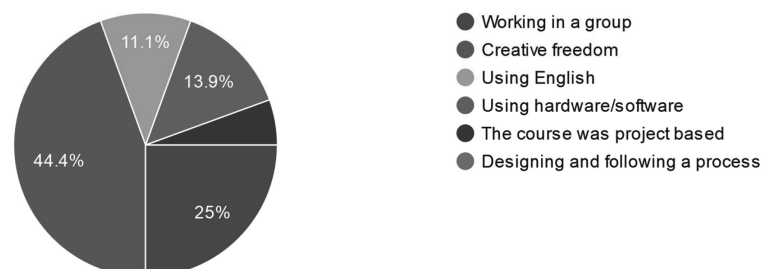 11.1%
13.9%
44.4%
25%
Working in a group
Creative freedom
Using English
Using hardware/software
The course was project based
Designing and following a process